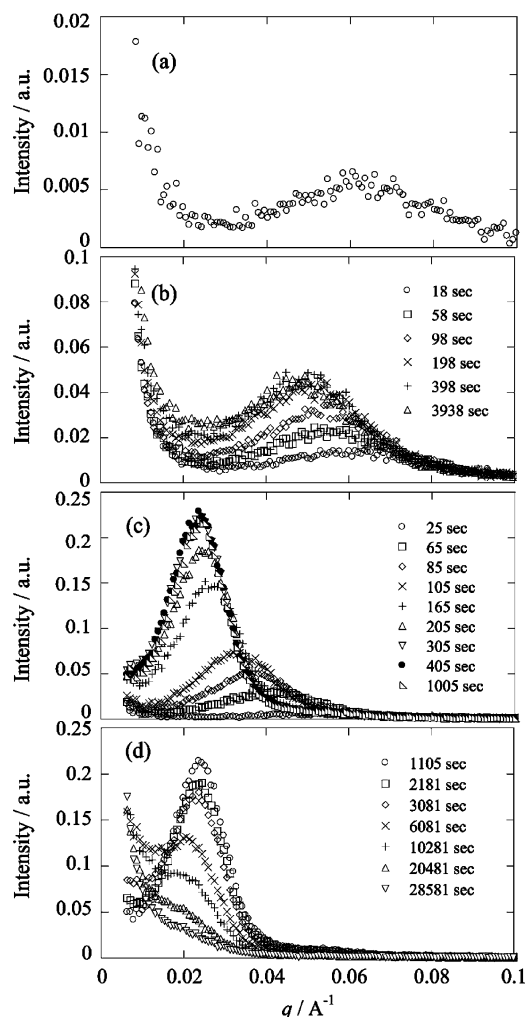 0.02
0.015
0.01
0.005
0
Intensity / a.u.
(a)
0.1
0.08
0.06
0.04
0.02
0
Intensity / a.u.
(b)
18 sec
58 sec
98 sec
198 sec
398 sec
3938 sec
0.25
0.2
0.15
0.1
0.05
0
Intensity / a.u.
(c)
25 sec
65 sec
85 sec
105 sec
165 sec
205 sec
305 sec
405 sec
1005 sec
0.2
0.15
0.1
0.05
0
Intensity / a.u.
(d)
1105 sec
2181 sec
3081 sec
6081 sec
10281 sec
20481 sec
28581 sec
0 0.02 0.04 0.06 0.08 0.1
q / A⁻¹